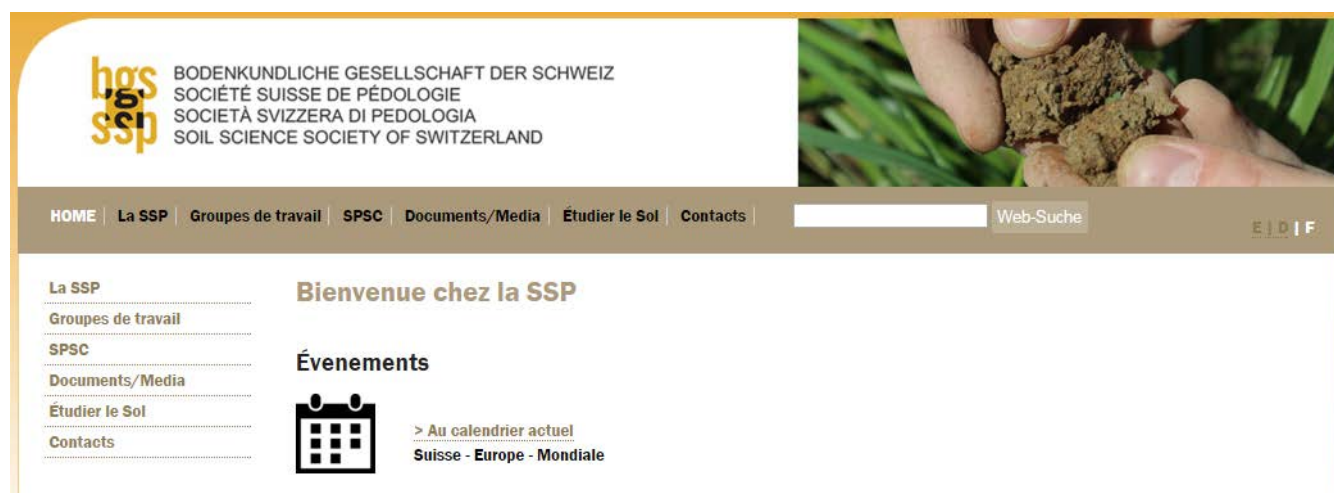 bgs
ssp
BODENKUNDLICHE GESELLSCHAFT DER SCHWEIZ
SOCIÉTÉ SUISSE DE PÉDOLOGIE
SOCIETÀ SVIZZERA DI PEDOLOGIA
SOIL SCIENCE SOCIETY OF SWITZERLAND
HOME | La SSP | Groupes de travail | SPSC | Documents/Media | Étudier le Sol | Contacts |
Web-Suche
E | D | F
La SSP
Groupes de travail
SPSC
Documents/Media
Étudier le Sol
Contacts
Bienvenue chez la SSP
Évenements
> Au calendrier actuel
Suisse - Europe - Mondiale